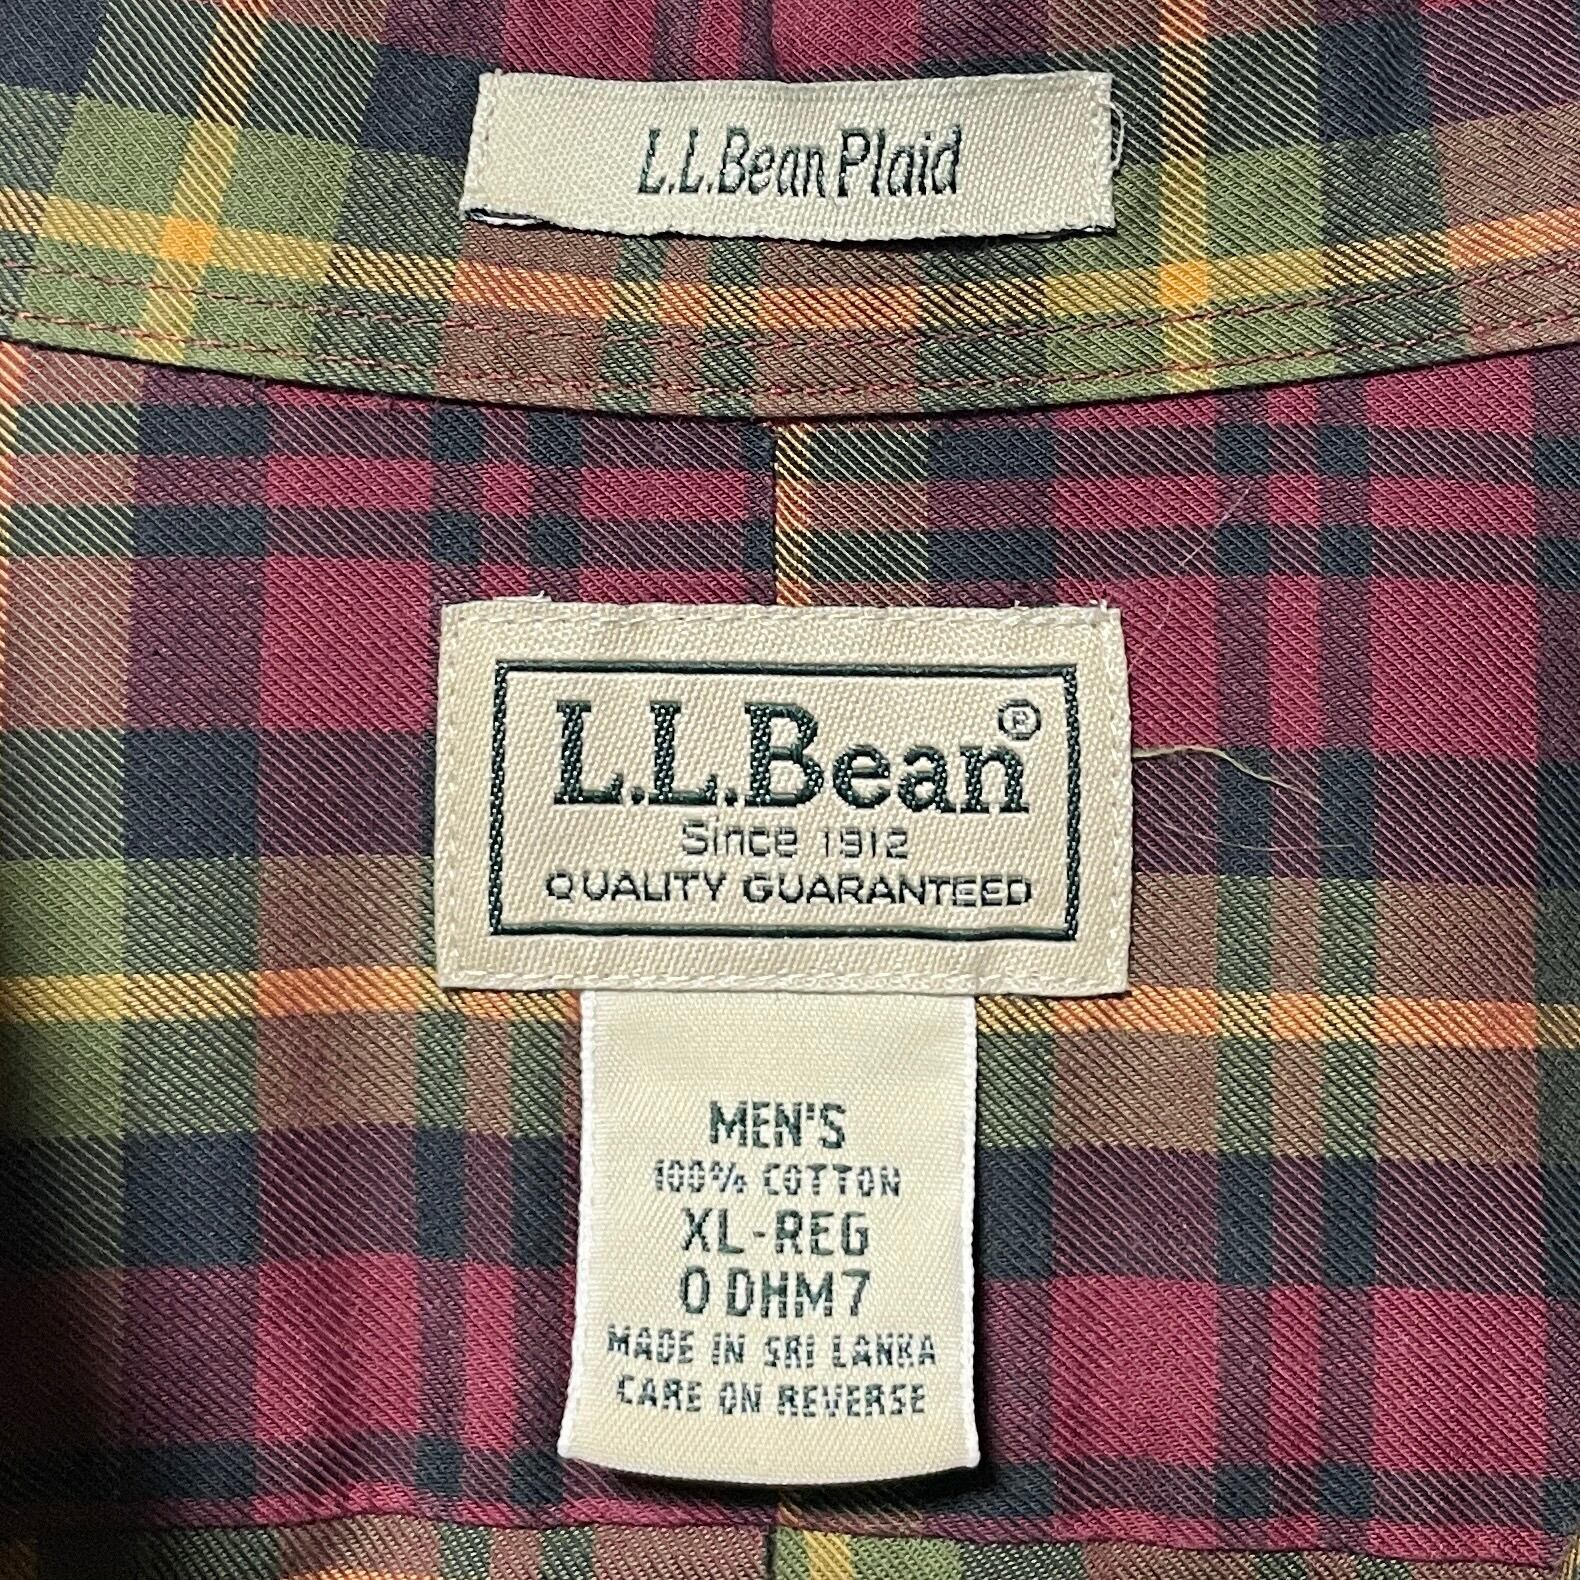 L.L.Bean Plaid
L.L.Bean®
Since 1912
QUALITY GUARANTEED
MEN'S
100% COTTON
XL-REG
0 DHM7
MADE IN SRI LANKA
CARE ON REVERSE